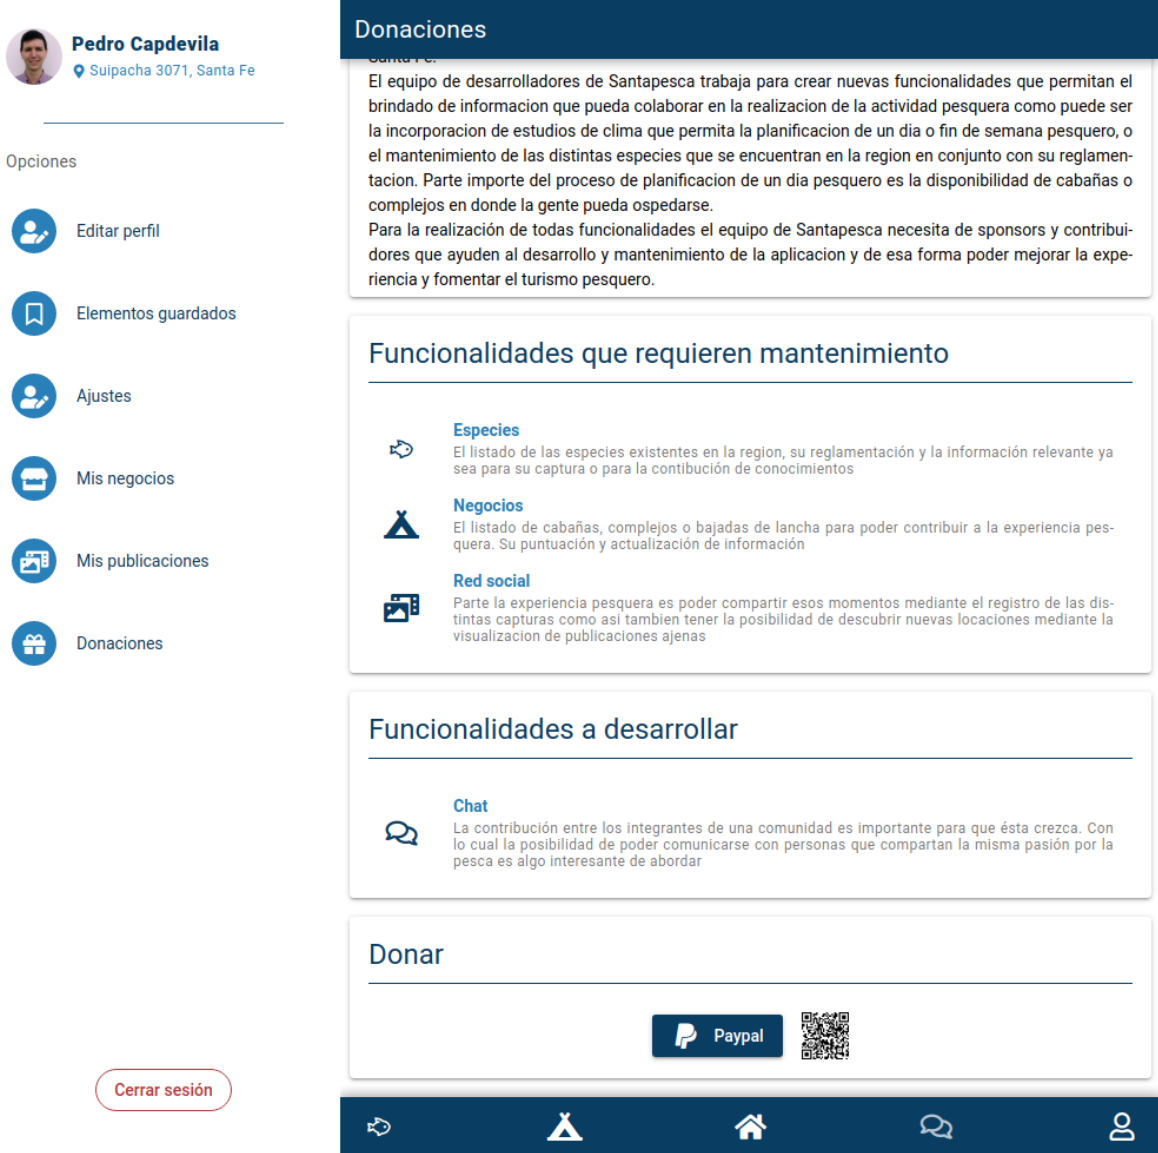 Pedro Capdevila
Suipacha 3071, Santa Fe
Opciones
Editar perfil
Elementos guardados
Ajustes
Mis negocios
Mis publicaciones
Donaciones
Cerrar sesión
Donaciones
Santa Fe.
El equipo de desarrolladores de Santapesca trabaja para crear nuevas funcionalidades que permitan el
brindado de informacion que pueda colaborar en la realizacion de la actividad pesquera como puede ser
la incorporacion de estudios de clima que permita la planificacion de un dia o fin de semana pesquero, o
el mantenimiento de las distintas especies que se encuentran en la region en conjunto con su reglamen-
tacion. Parte importe del proceso de planificacion de un dia pesquero es la disponibilidad de cabañas o
complejos en donde la gente pueda ospedarse.
Para la realización de todas funcionalidades el equipo de Santapesca necesita de sponsors y contribui-
dores que ayuden al desarrollo y mantenimiento de la aplicacion y de esa forma poder mejorar la expe-
riencia y fomentar el turismo pesquero.
Funcionalidades que requieren mantenimiento
Especies
El listado de las especies existentes en la region, su reglamentación y la información relevante ya
sea para su captura o para la contibución de conocimientos
Negocios
El listado de cabañas, complejos o bajadas de lancha para poder contribuir a la experiencia pes-
quera. Su puntuación y actualización de información
Red social
Parte la experiencia pesquera es poder compartir esos momentos mediante el registro de las dis-
tintas capturas como asi tambien tener la posibilidad de descubrir nuevas locaciones mediante la
visualizacion de publicaciones ajenas
Funcionalidades a desarrollar
Chat
La contribución entre los integrantes de una comunidad es importante para que ésta crezca. Con
lo cual la posibilidad de poder comunicarse con personas que compartan la misma pasión por la
pesca es algo interesante de abordar
Donar
Paypal